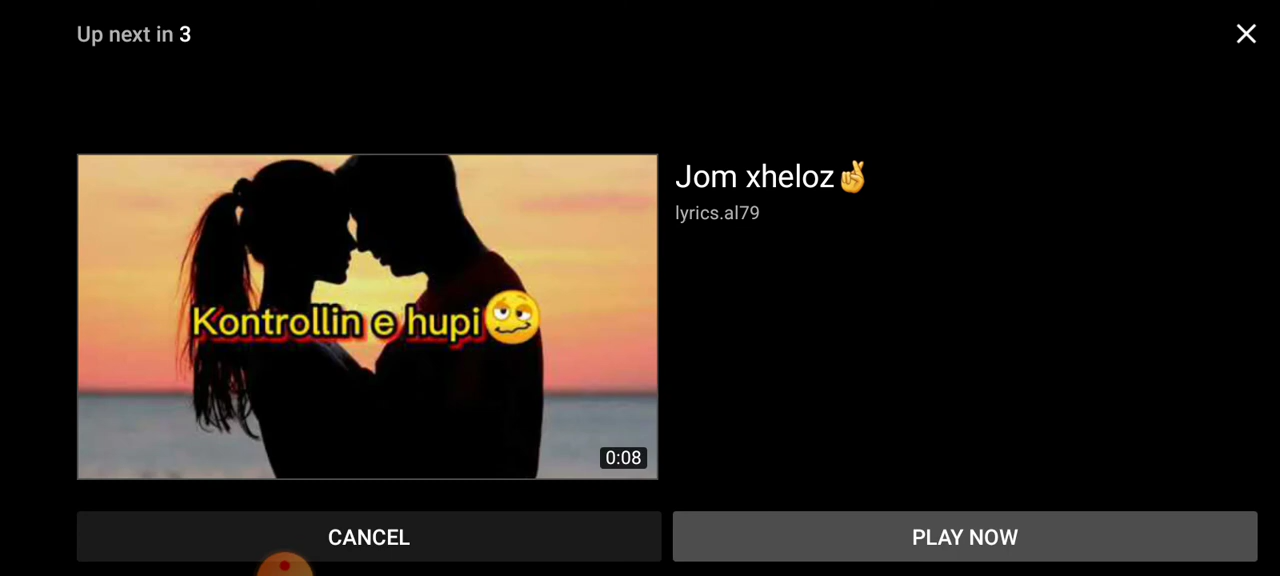 Up next in 3
Jom xheloz🤞
lyrics.al79
Kontrollin e hupi🥴
0:08
CANCEL
PLAY NOW